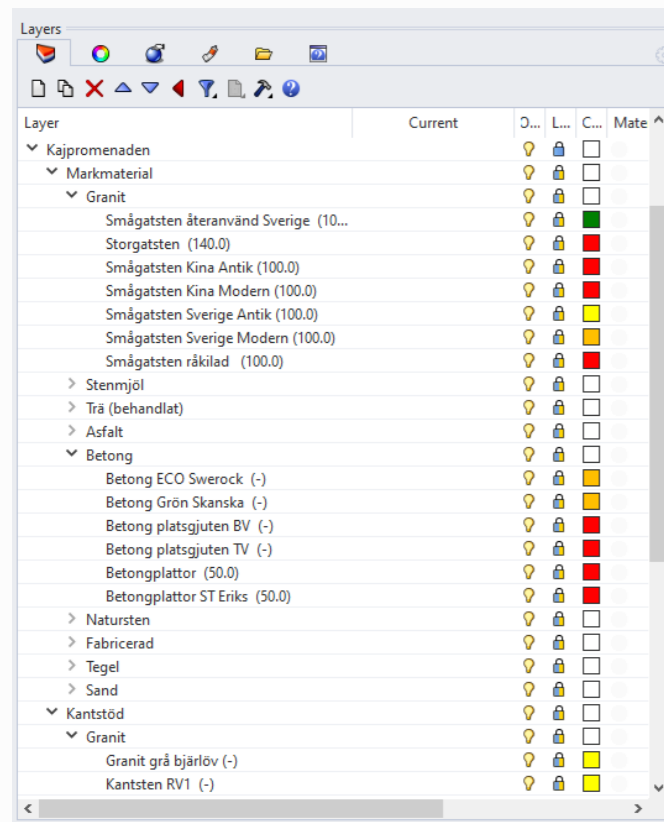 Layers
Layer Current O... L... C... Mate
Kajpromenaden
Markmaterial
Granit
Smågatsten återanvänd Sverige (10...
Storgatsten (140.0)
Smågatsten Kina Antik (100.0)
Smågatsten Kina Modern (100.0)
Smågatsten Sverige Antik (100.0)
Smågatsten Sverige Modern (100.0)
Smågatsten råkilad (100.0)
Stenmjöl
Trä (behandlat)
Asfalt
Betong
Betong ECO Swerock (-)
Betong Grön Skanska (-)
Betong platsgjuten BV (-)
Betong platsgjuten TV (-)
Betongplattor (50.0)
Betongplattor ST Eriks (50.0)
Natursten
Fabricerad
Tegel
Sand
Kantstöd
Granit
Granit grå bjärlöv (-)
Kantsten RV1 (-)